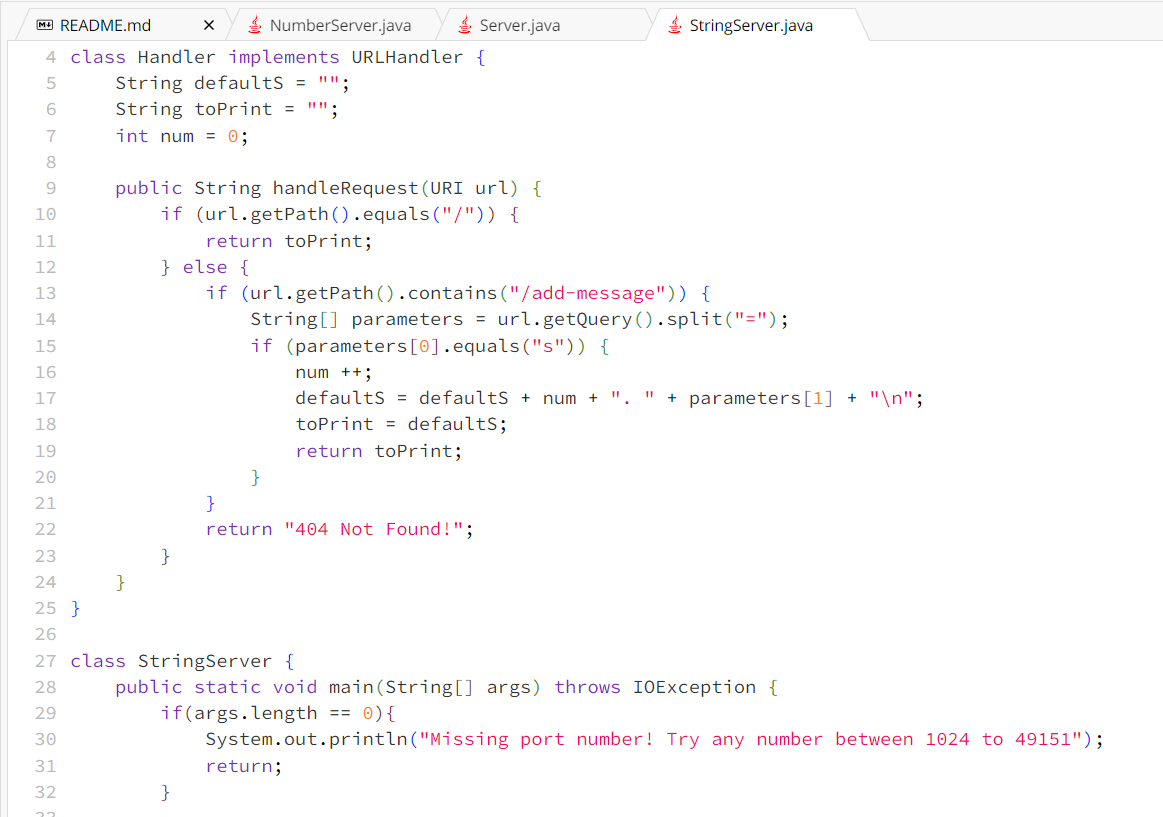 README.md NumberServer.java Server.java StringServer.java
4 class Handler implements URLHandler {
5     String defaultS = "";
6     String toPrint = "";
7     int num = 0;
8
9     public String handleRequest(URI url) {
10         if (url.getPath().equals("/")) {
11             return toPrint;
12         } else {
13             if (url.getPath().contains("/add-message")) {
14                 String[] parameters = url.getQuery().split("=");
15                 if (parameters[0].equals("s")) {
16                     num ++;
17                     defaultS = defaultS + num + ". " + parameters[1] + "\n";
18                     toPrint = defaultS;
19                     return toPrint;
20                 }
21             }
22             return "404 Not Found!";
23         }
24     }
25 }
26
27 class StringServer {
28     public static void main(String[] args) throws IOException {
29         if(args.length == 0){
30             System.out.println("Missing port number! Try any number between 1024 to 49151");
31             return;
32         }